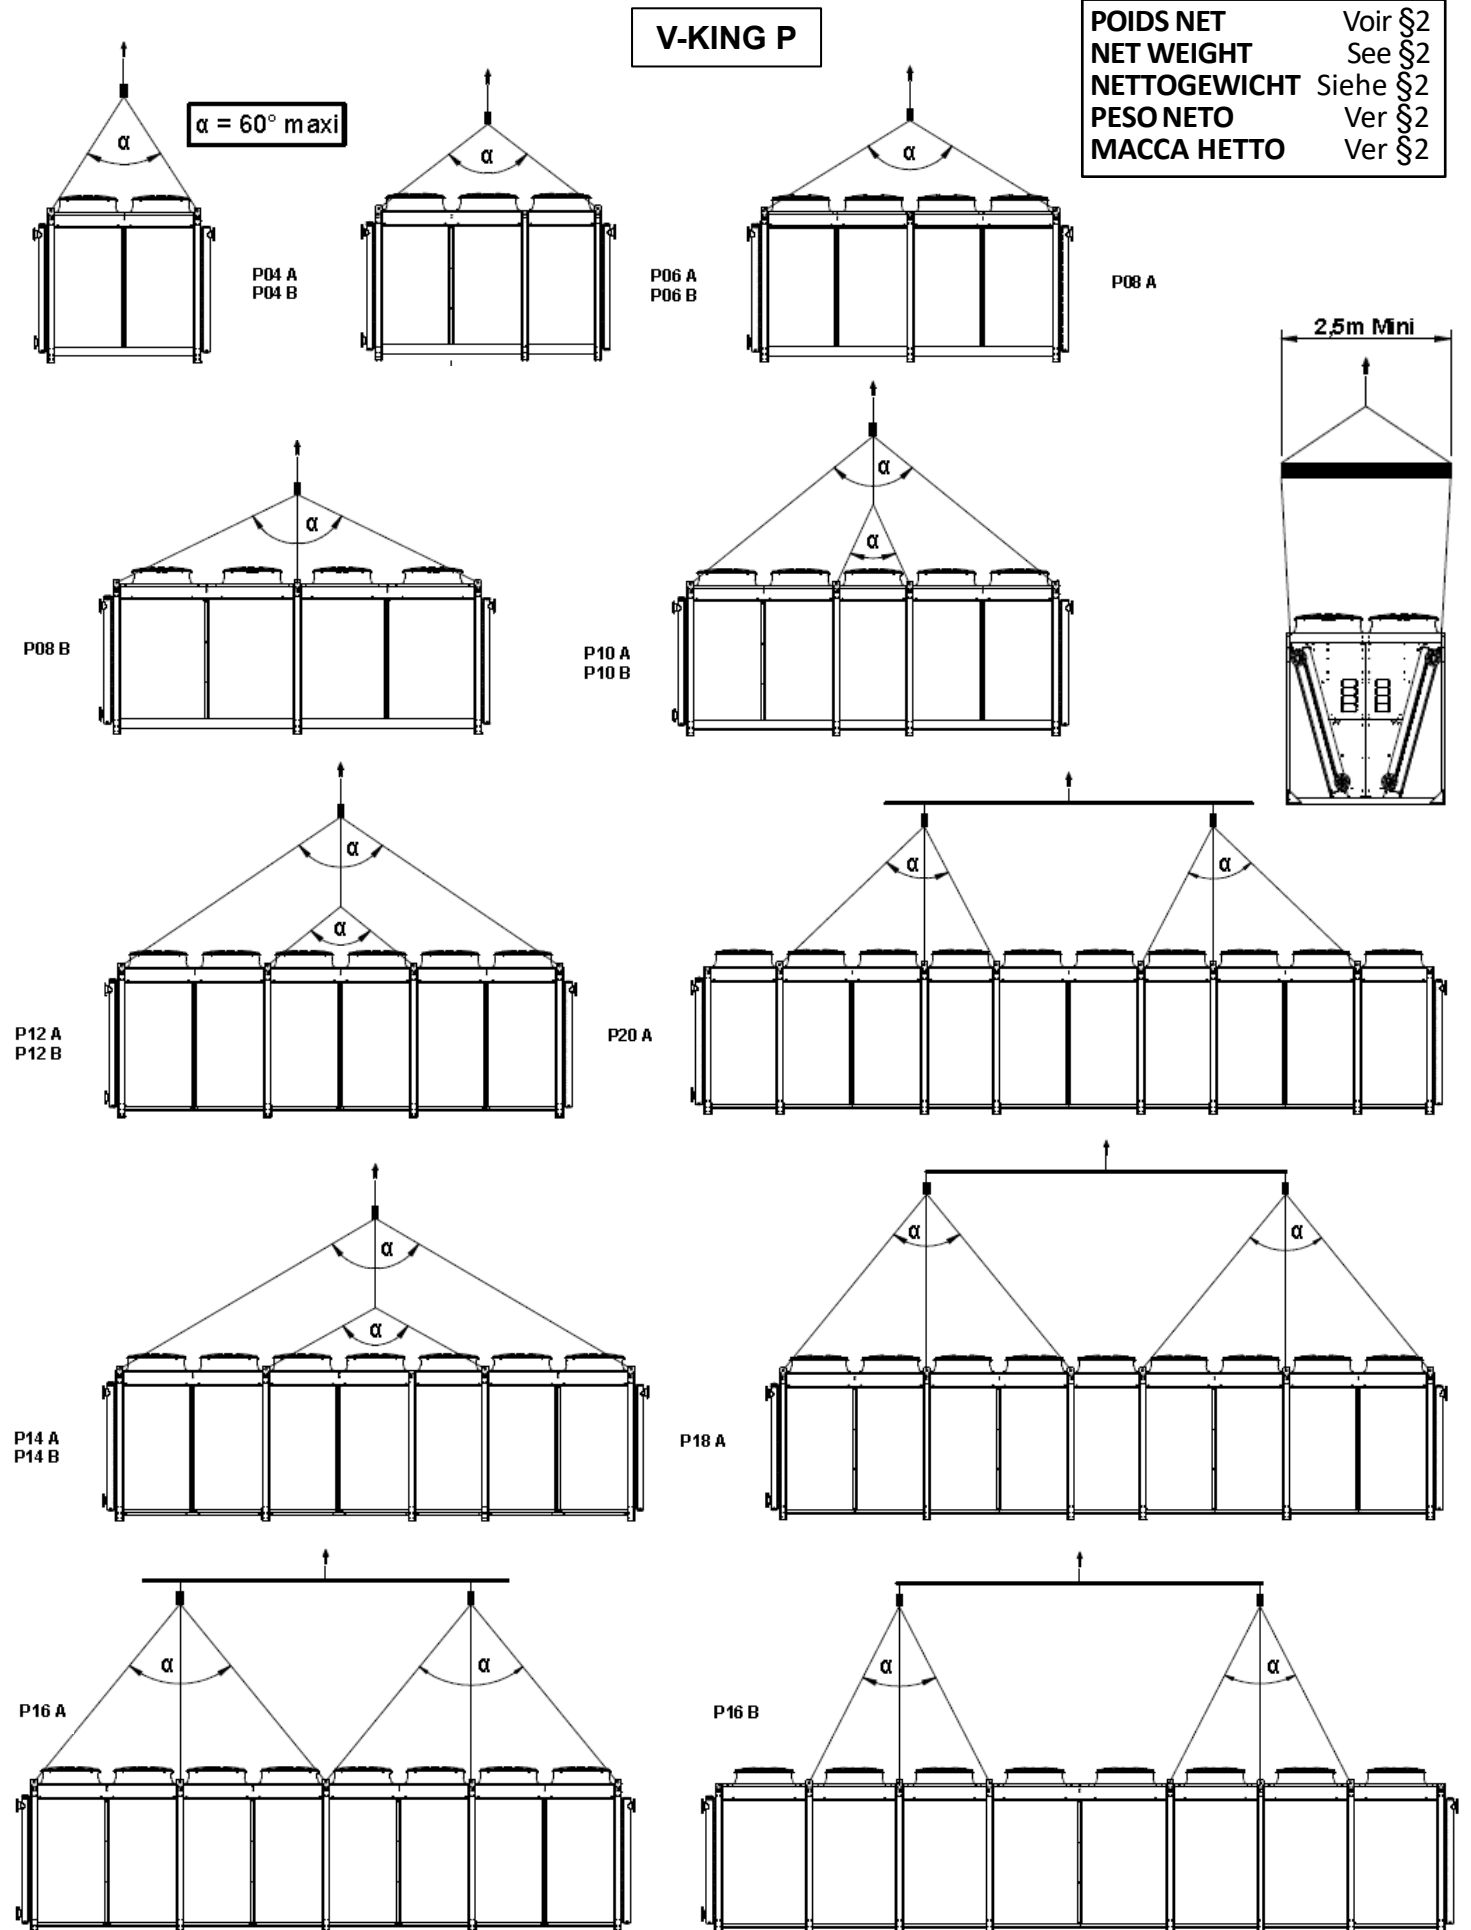 V-KING P
POIDS NET Voir §2
NET WEIGHT See §2
NETTOGEWICHT Siehe §2
PESO NETO Ver §2
MACCA HETTO Ver §2
α = 60° maxi
α
α
α
P04 A
P04 B
P06 A
P06 B
P08 A
2,5m Mini
α
α
α
P08 B
P10 A
P10 B
α
α
α
α
P12 A
P12 B
P20 A
α
α
α
α
P14 A
P14 B
P18 A
α
α
α
α
P16 A
P16 B